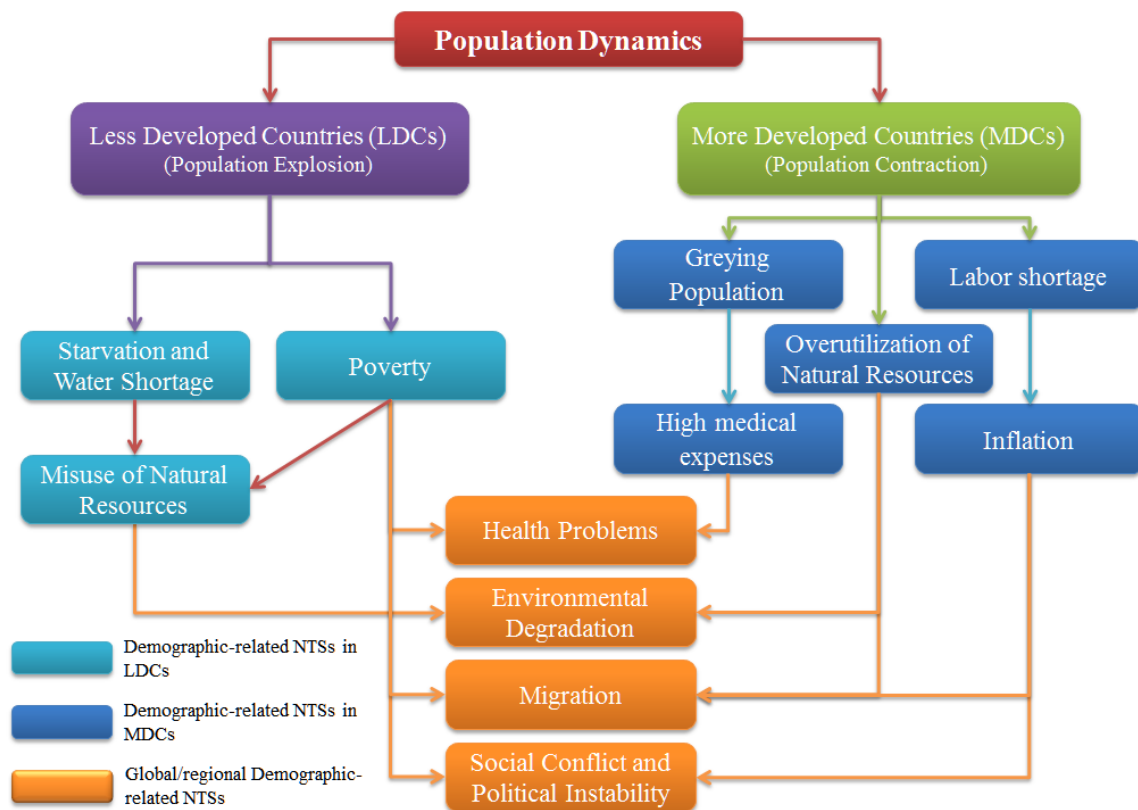 Population Dynamics
Less Developed Countries (LDCs)
(Population Explosion)
More Developed Countries (MDCs)
(Population Contraction)
Greying
Population
Labor shortage
Starvation and
Water Shortage
Poverty
Overutilization of
Natural Resources
High medical
expenses
Inflation
Misuse of Natural
Resources
Health Problems
Environmental
Degradation
Migration
Social Conflict and
Political Instability
Demographic-related NTSs in
LDCs
Demographic-related NTSs in
MDCs
Global/regional Demographic-
related NTSs